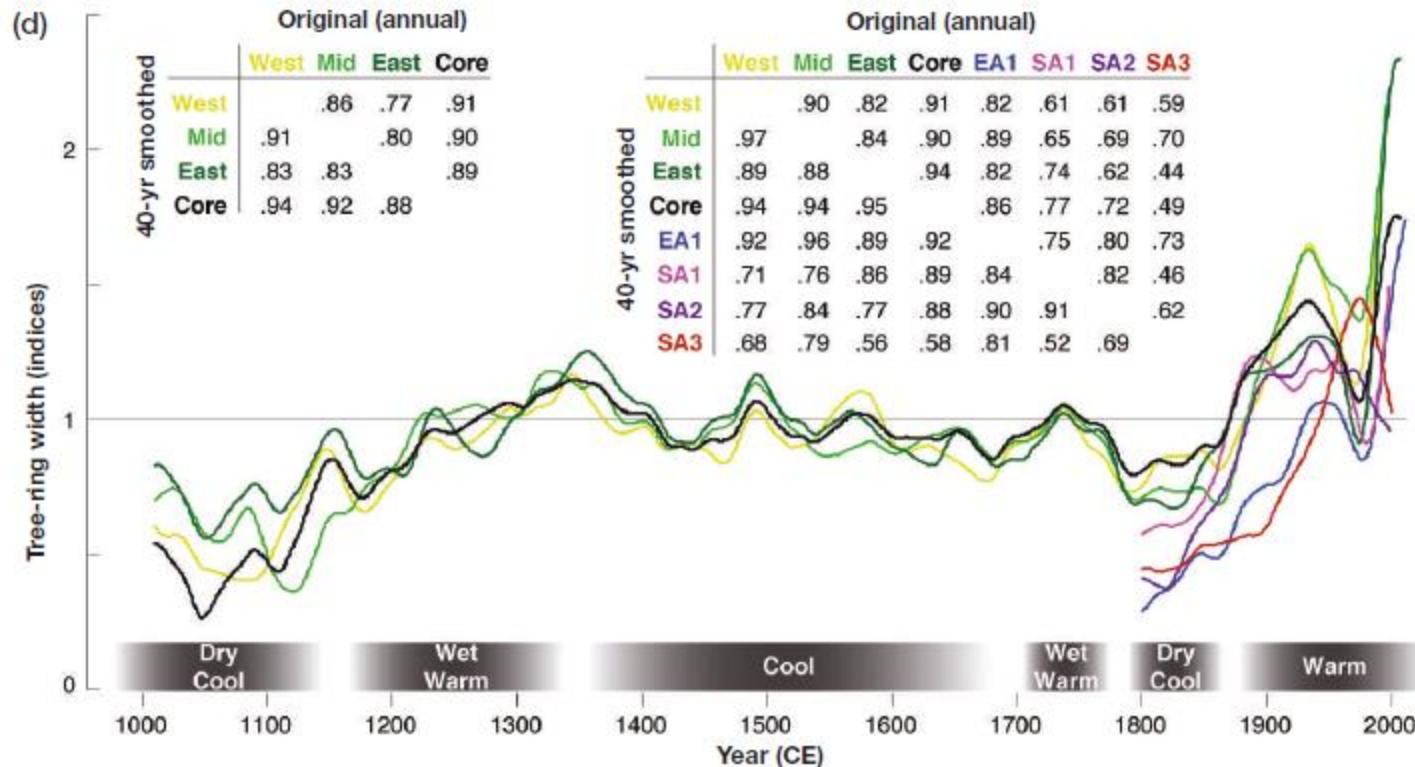 (d)
Original (annual)
West Mid East Core
40-yr smoothed
West .86 .77 .91
Mid .91 .80 .90
East .83 .83 .89
Core .94 .92 .88
Original (annual)
West Mid East Core EA1 SA1 SA2 SA3
40-yr smoothed
West .90 .82 .91 .82 .61 .61 .59
Mid .97 .84 .90 .89 .65 .69 .70
East .89 .88 .94 .82 .74 .62 .44
Core .94 .94 .95 .86 .77 .72 .49
EA1 .92 .96 .89 .92 .75 .80 .73
SA1 .71 .76 .86 .89 .84 .82 .46
SA2 .77 .84 .77 .88 .90 .91 .62
SA3 .68 .79 .56 .58 .81 .52 .69
Tree-ring width (indices)
2
1
0
Dry
Cool
Wet
Warm
Cool
Wet
Warm
Dry
Cool
Warm
1000 1100 1200 1300 1400 1500 1600 1700 1800 1900 2000
Year (CE)